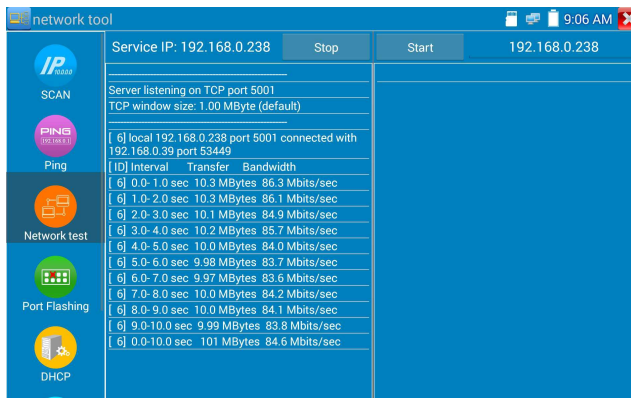 network tool
9:06 AM
IP
10.0.0.0
SCAN
PING
192.168.0.1
Ping
Network test
Port Flashing
DHCP
Service IP: 192.168.0.238
Stop
Start
192.168.0.238
Server listening on TCP port 5001
TCP window size: 1.00 MByte (default)
[ 6] local 192.168.0.238 port 5001 connected with
192.168.0.39 port 53449
[ ID] Interval Transfer Bandwidth
[ 6] 0.0- 1.0 sec 10.3 MBytes 86.3 Mbits/sec
[ 6] 1.0- 2.0 sec 10.3 MBytes 86.1 Mbits/sec
[ 6] 2.0- 3.0 sec 10.1 MBytes 84.9 Mbits/sec
[ 6] 3.0- 4.0 sec 10.2 MBytes 85.7 Mbits/sec
[ 6] 4.0- 5.0 sec 10.0 MBytes 84.0 Mbits/sec
[ 6] 5.0- 6.0 sec 9.98 MBytes 83.7 Mbits/sec
[ 6] 6.0- 7.0 sec 9.97 MBytes 83.6 Mbits/sec
[ 6] 7.0- 8.0 sec 10.0 MBytes 84.2 Mbits/sec
[ 6] 8.0- 9.0 sec 10.0 MBytes 84.1 Mbits/sec
[ 6] 9.0-10.0 sec 9.99 MBytes 83.8 Mbits/sec
[ 6] 0.0-10.0 sec 101 MBytes 84.6 Mbits/sec